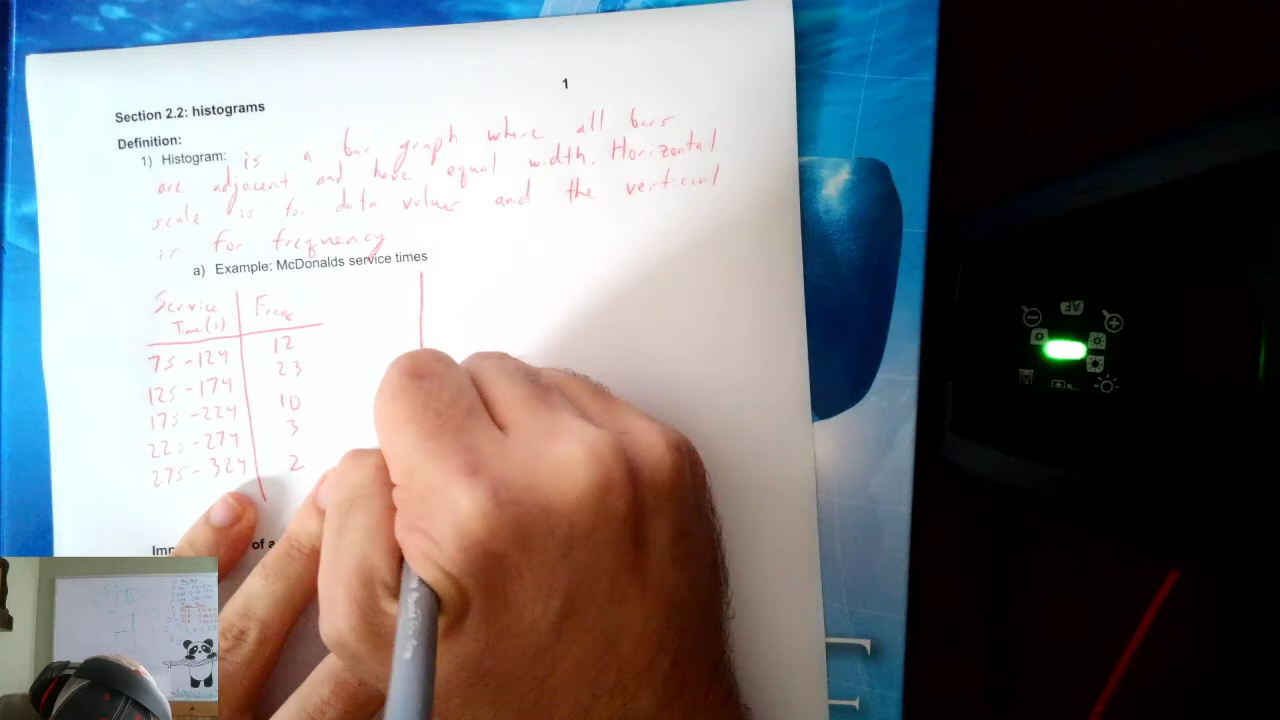 1
Section 2.2: histograms
Definition:
1) Histogram: is a bar graph where all bars
are adjacent and have equal width. Horizontal
scale is for data values and the vertical
is for frequency
a) Example: McDonalds service times
Service Time(s) Freq
75-124 12
125-174 23
175-224 10
225-274 3
275-324 2
of a